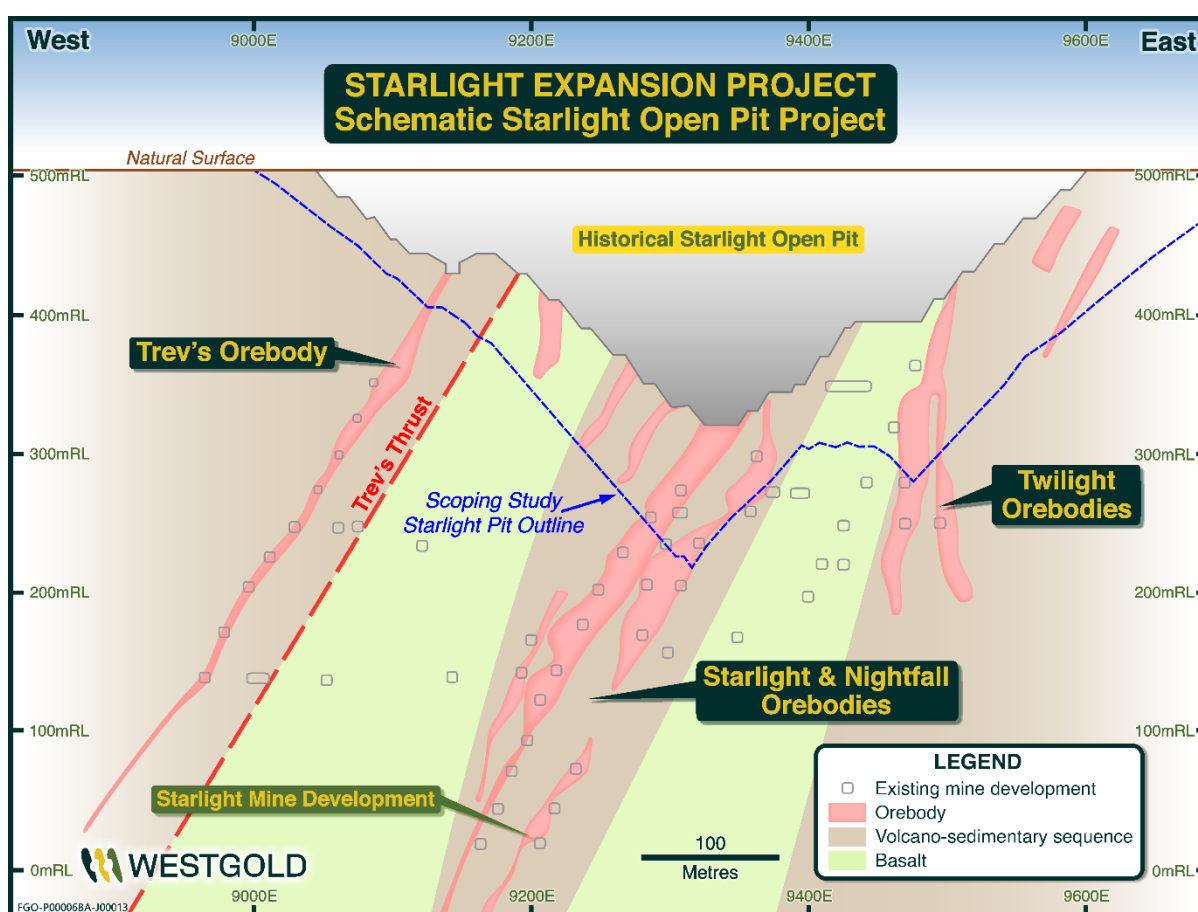 West
9000E
9200E
9400E
9600E
East
STARLIGHT EXPANSION PROJECT
Schematic Starlight Open Pit Project
Natural Surface
500mRL
500mRL
Historical Starlight Open Pit
400mRL
400mRL
Trev's Orebody
Trev's Thrust
300mRL
300mRL
Scoping Study
Starlight Pit Outline
Twilight
Orebodies
200mRL
200mRL
Starlight & Nightfall
Orebodies
100mRL
100mRL
Starlight Mine Development
LEGEND
Existing mine development
Orebody
Volcano-sedimentary sequence
Basalt
100
Metres
0mRL
0mRL
WESTGOLD
9000E
9200E
9400E
9600E
FGO-P00006BA-J00013